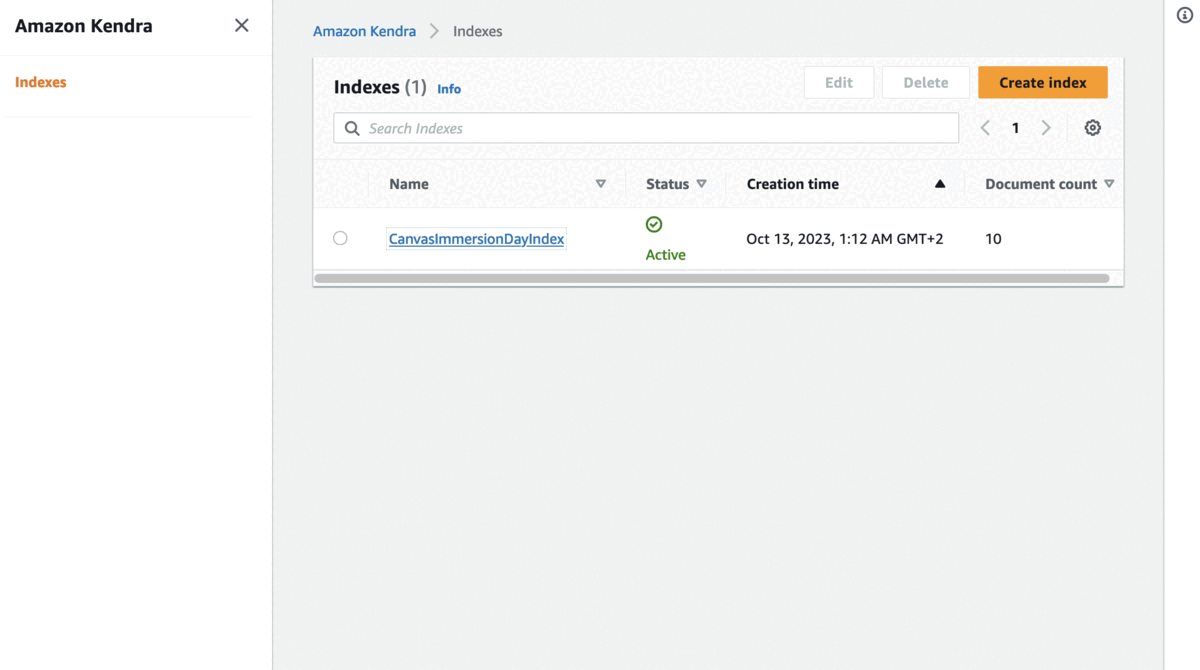 Amazon Kendra
Indexes
Amazon Kendra Indexes
Indexes (1) Info
Edit Delete Create index
Search Indexes
1
Name Status Creation time Document count
CanvasImmersionDayIndex Active Oct 13, 2023, 1:12 AM GMT+2 10